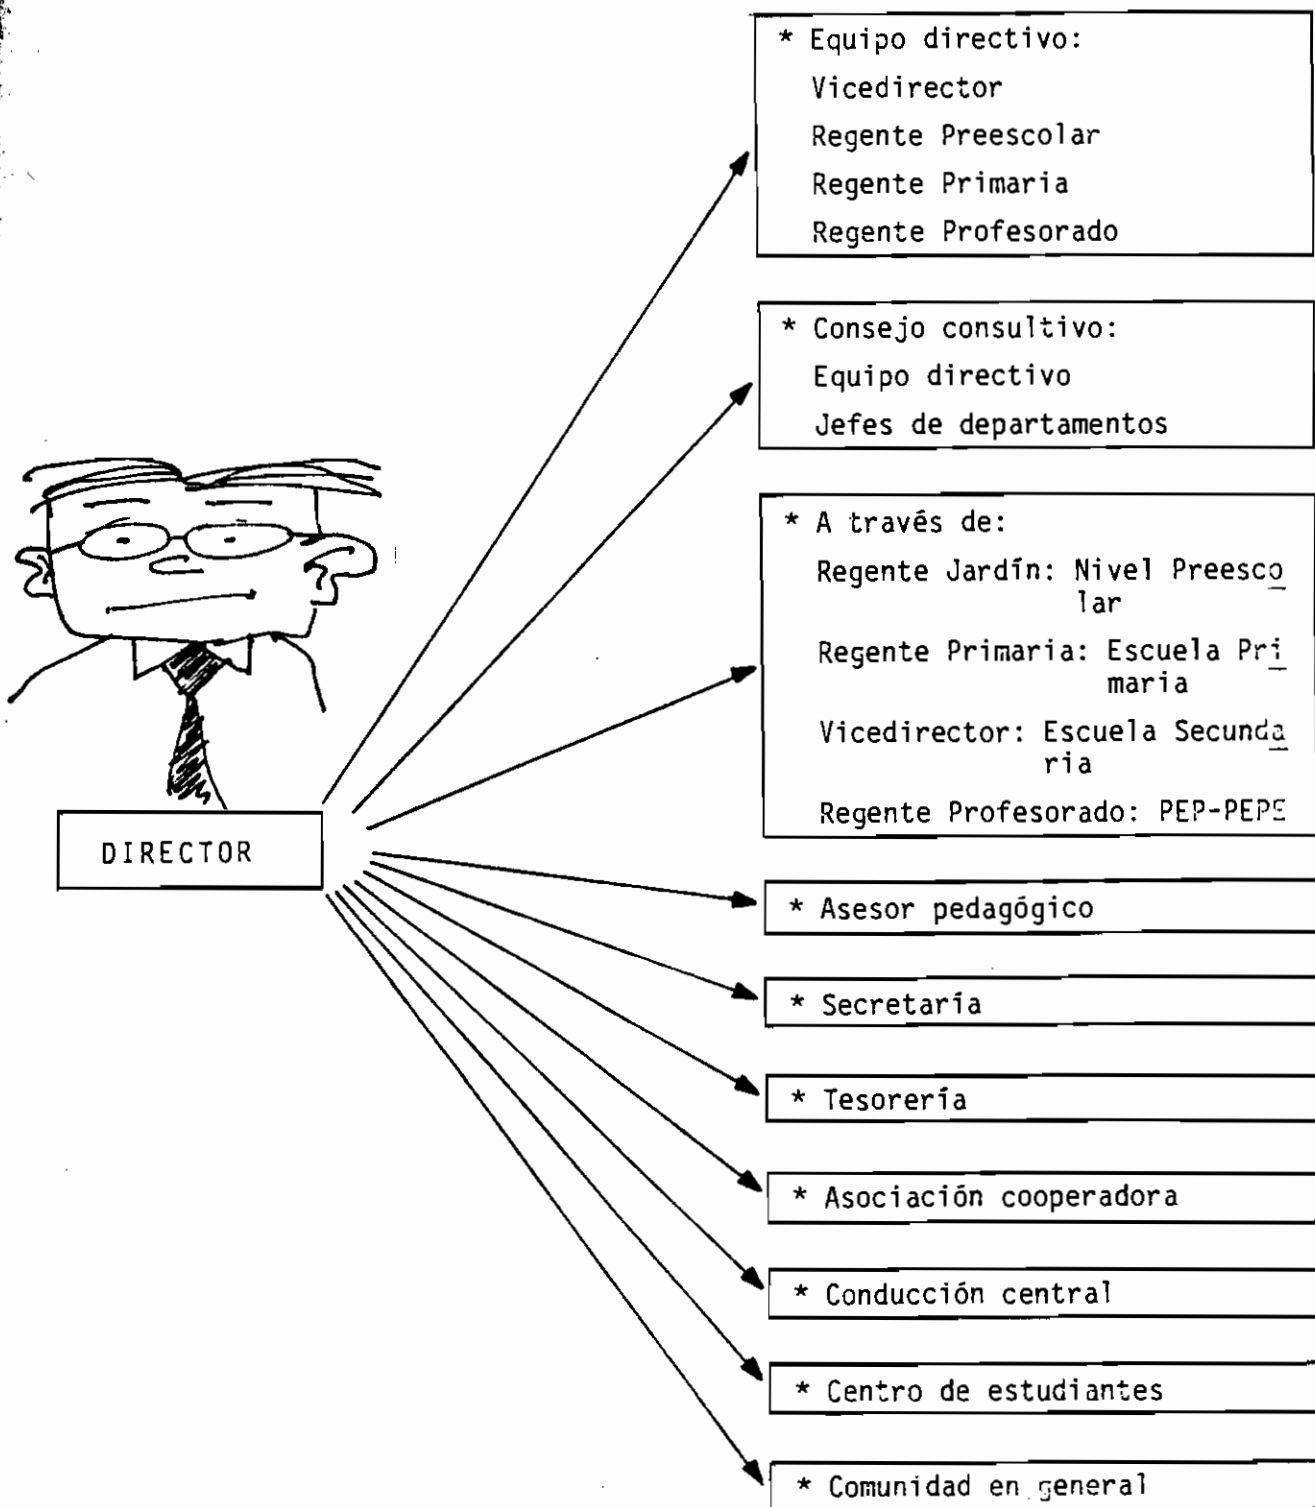 * Equipo directivo:
Vicedirector
Regente Preescolar
Regente Primaria
Regente Profesorado
* Consejo consultivo:
Equipo directivo
Jefes de departamentos
* A través de:
Regente Jardín: Nivel Preesco
lar
Regente Primaria: Escuela Pri
maria
Vicedirector: Escuela Secunda
ria
Regente Profesorado: PEP-PEPS
DIRECTOR
* Asesor pedagógico
* Secretaría
* Tesorería
* Asociación cooperadora
* Conducción central
* Centro de estudiantes
* Comunidad en general